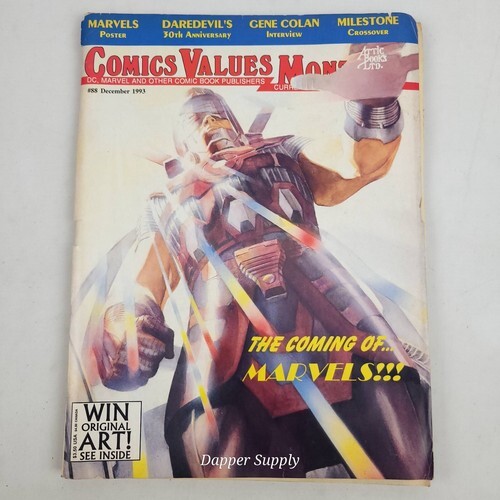 MARVELS DAREDEVIL'S GENE COLAN MILESTONE
POSTER 30TH ANNIVERSARY INTERVIEW CROSSOVER
COMICS VALUES MON
ATTIC
BOOKS
LTD.
DC, MARVEL AND OTHER COMIC BOOK PUBLISHERS
CURR
#88 December 1993
THE COMING OF...
MARVELS!!!
WIN
ORIGINAL
ART!
SEE INSIDE
Dapper Supply